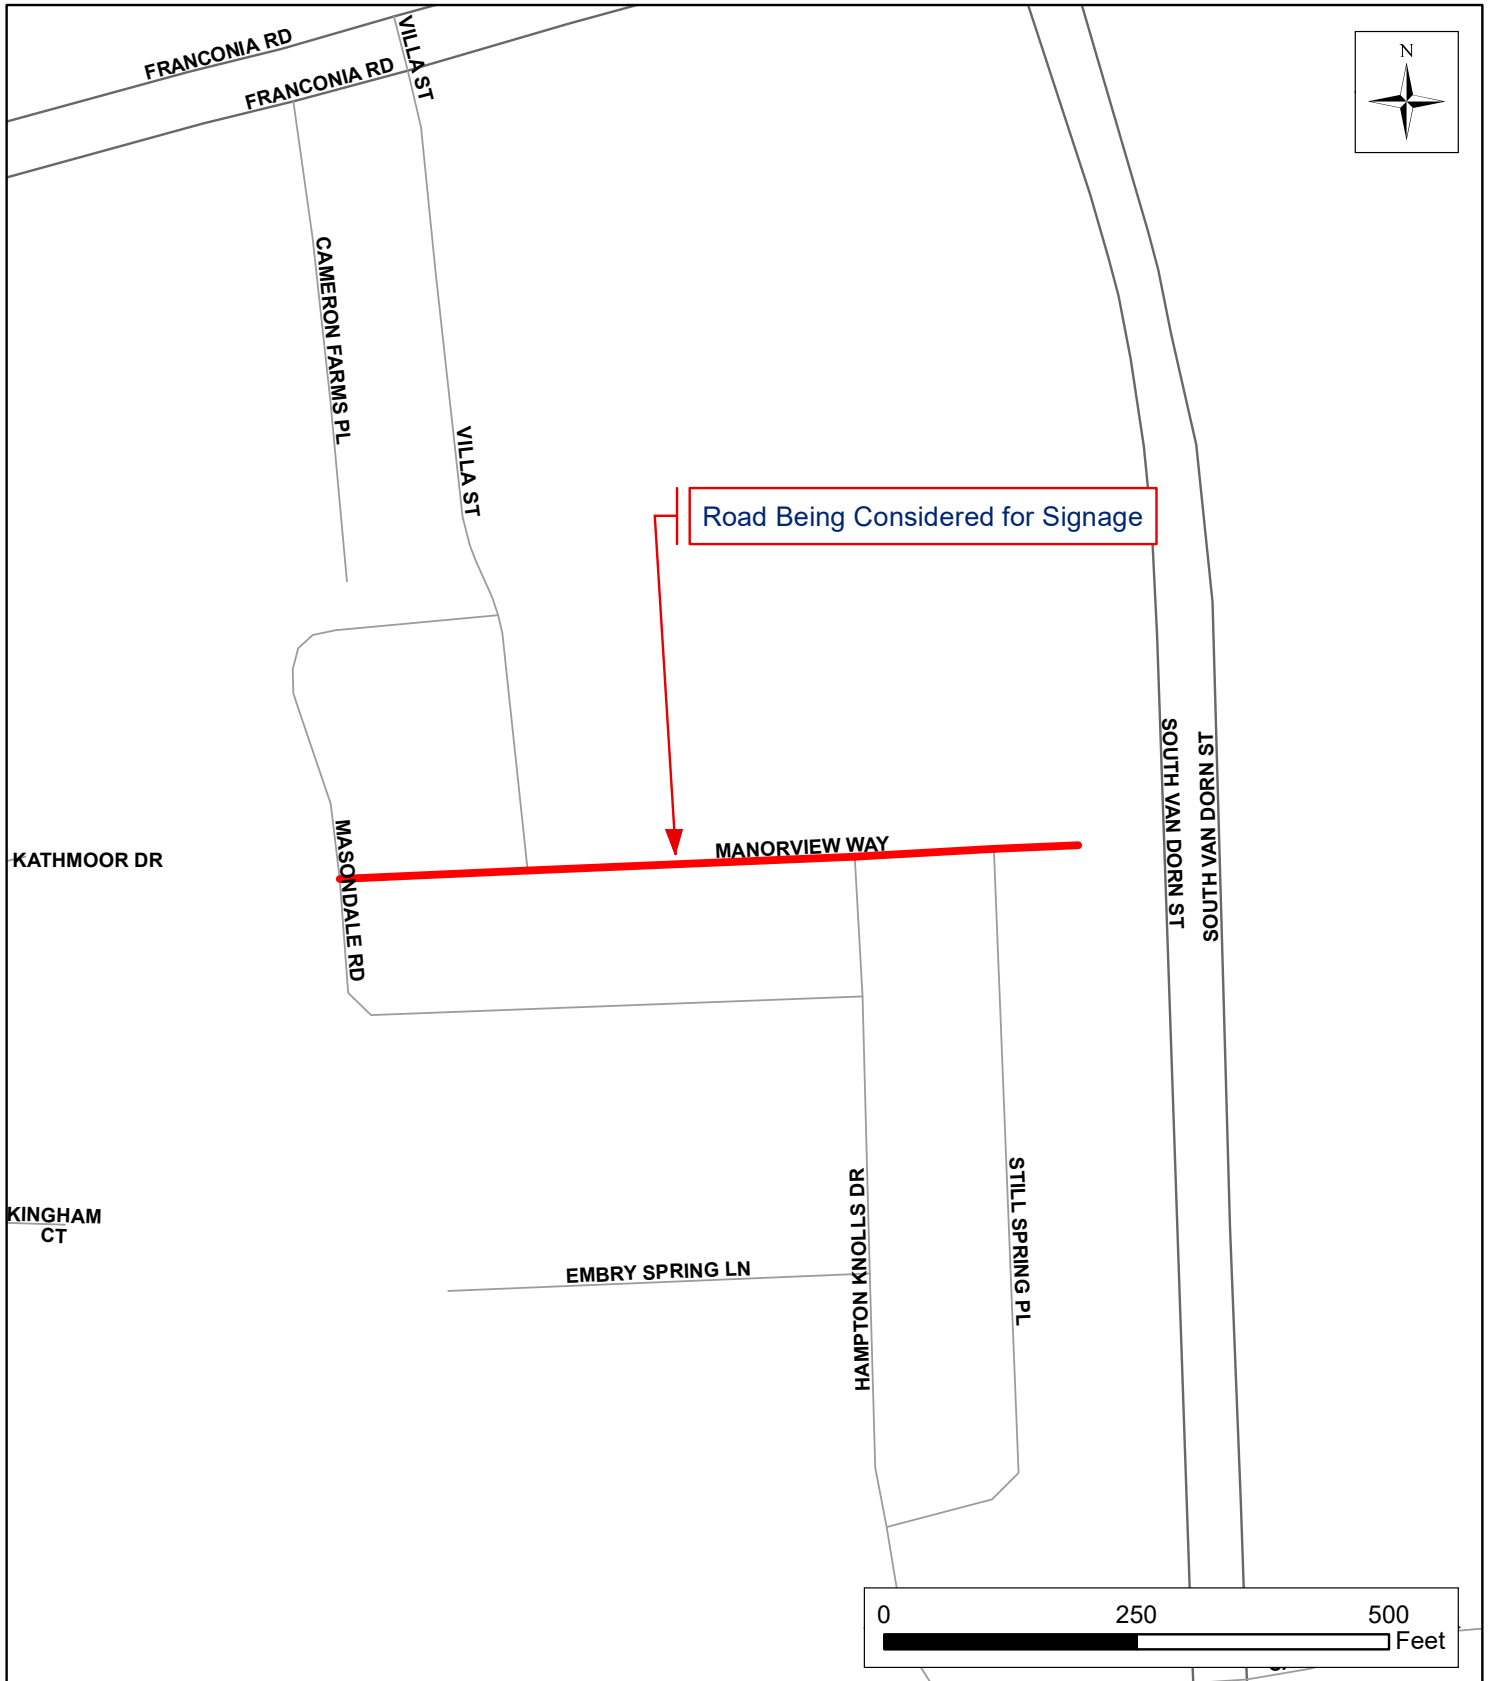 FRANCONIA RD
FRANCONIA RD
VILLA ST
N
CAMERON FARMS PL
VILLA ST
Road Being Considered for Signage
SOUTH VAN DORN ST
SOUTH VAN DORN ST
MANORVIEW WAY
KATHMOOR DR
MASONDALE RD
KINGHAM
CT
EMBRY SPRING LN
HAMPTON KNOLLS DR
STILL SPRING PL
0 250 500
Feet